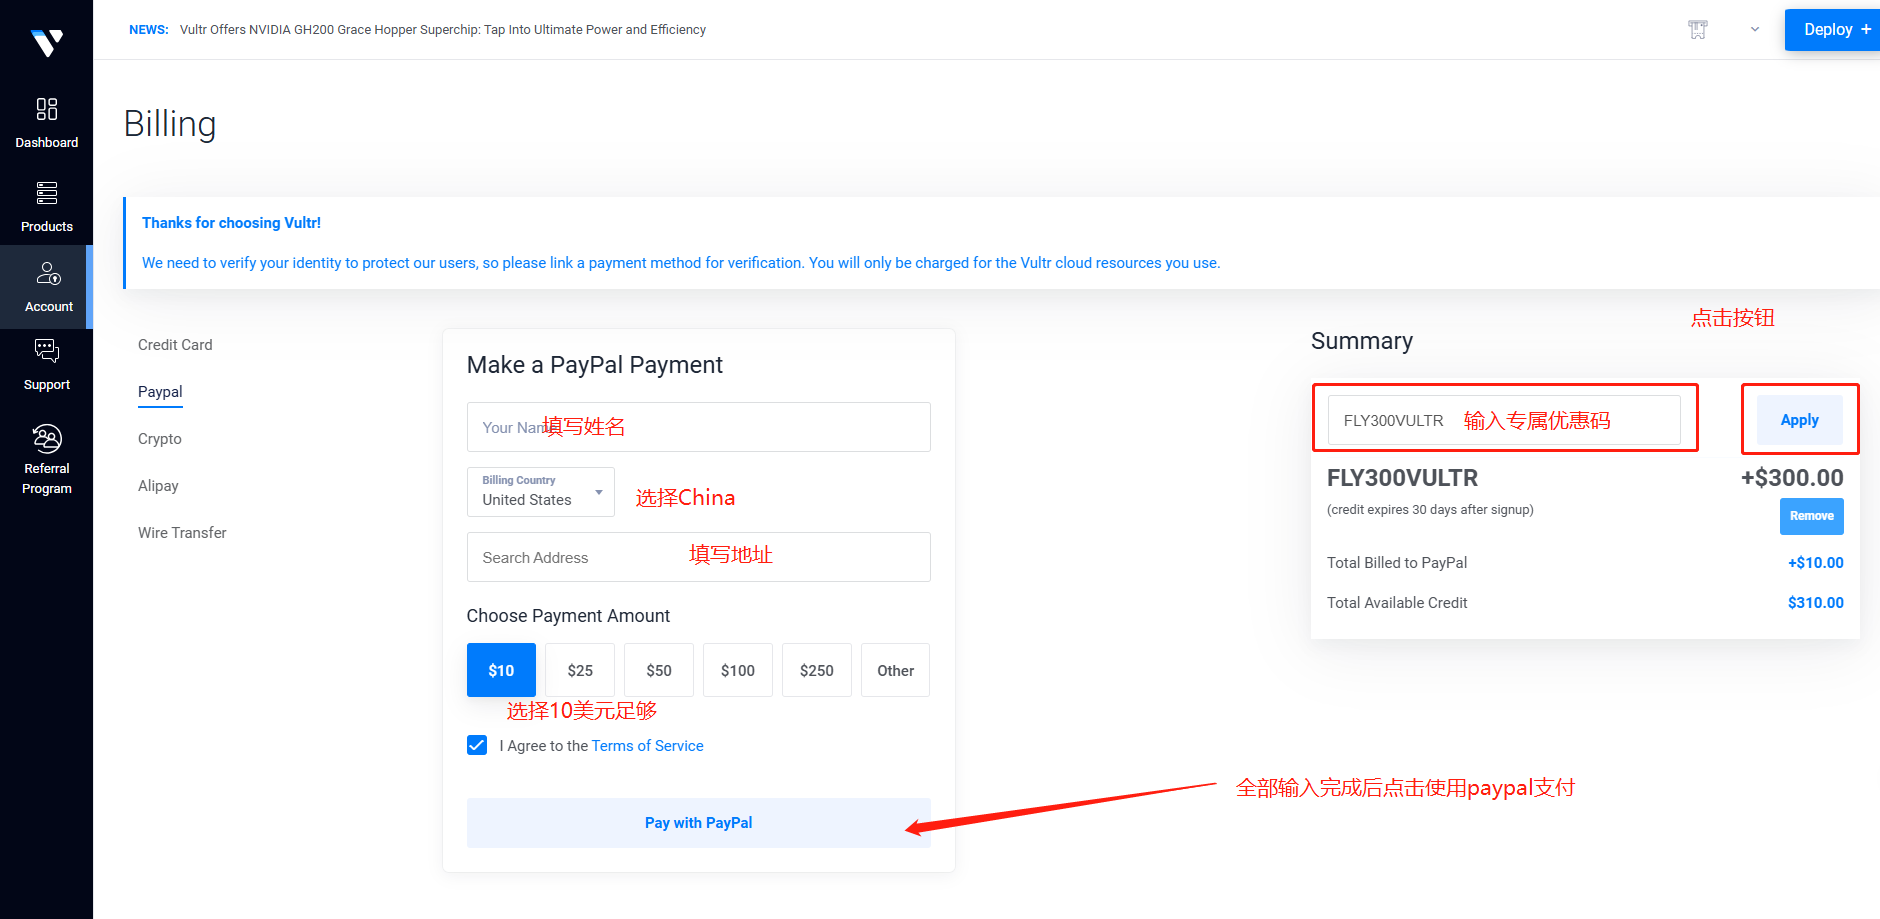 NEWS: Vultr Offers NVIDIA GH200 Grace Hopper Superchip: Tap Into Ultimate Power and Efficiency
Deploy +
Dashboard
Products
Account
Support
Referral
Program
Billing
Thanks for choosing Vultr!
We need to verify your identity to protect our users, so please link a payment method for verification. You will only be charged for the Vultr cloud resources you use.
Credit Card
Paypal
Crypto
Alipay
Wire Transfer
Make a PayPal Payment
Your Name
填写姓名
Billing Country
United States
选择China
Search Address
填写地址
Choose Payment Amount
$10 $25 $50 $100 $250 Other
选择10美元足够
I Agree to the Terms of Service
Pay with PayPal
全部输入完成后点击使用paypal支付
点击按钮
Summary
FLY300VULTR 输入专属优惠码
Apply
FLY300VULTR +$300.00
(credit expires 30 days after signup)
Remove
Total Billed to PayPal +$10.00
Total Available Credit $310.00